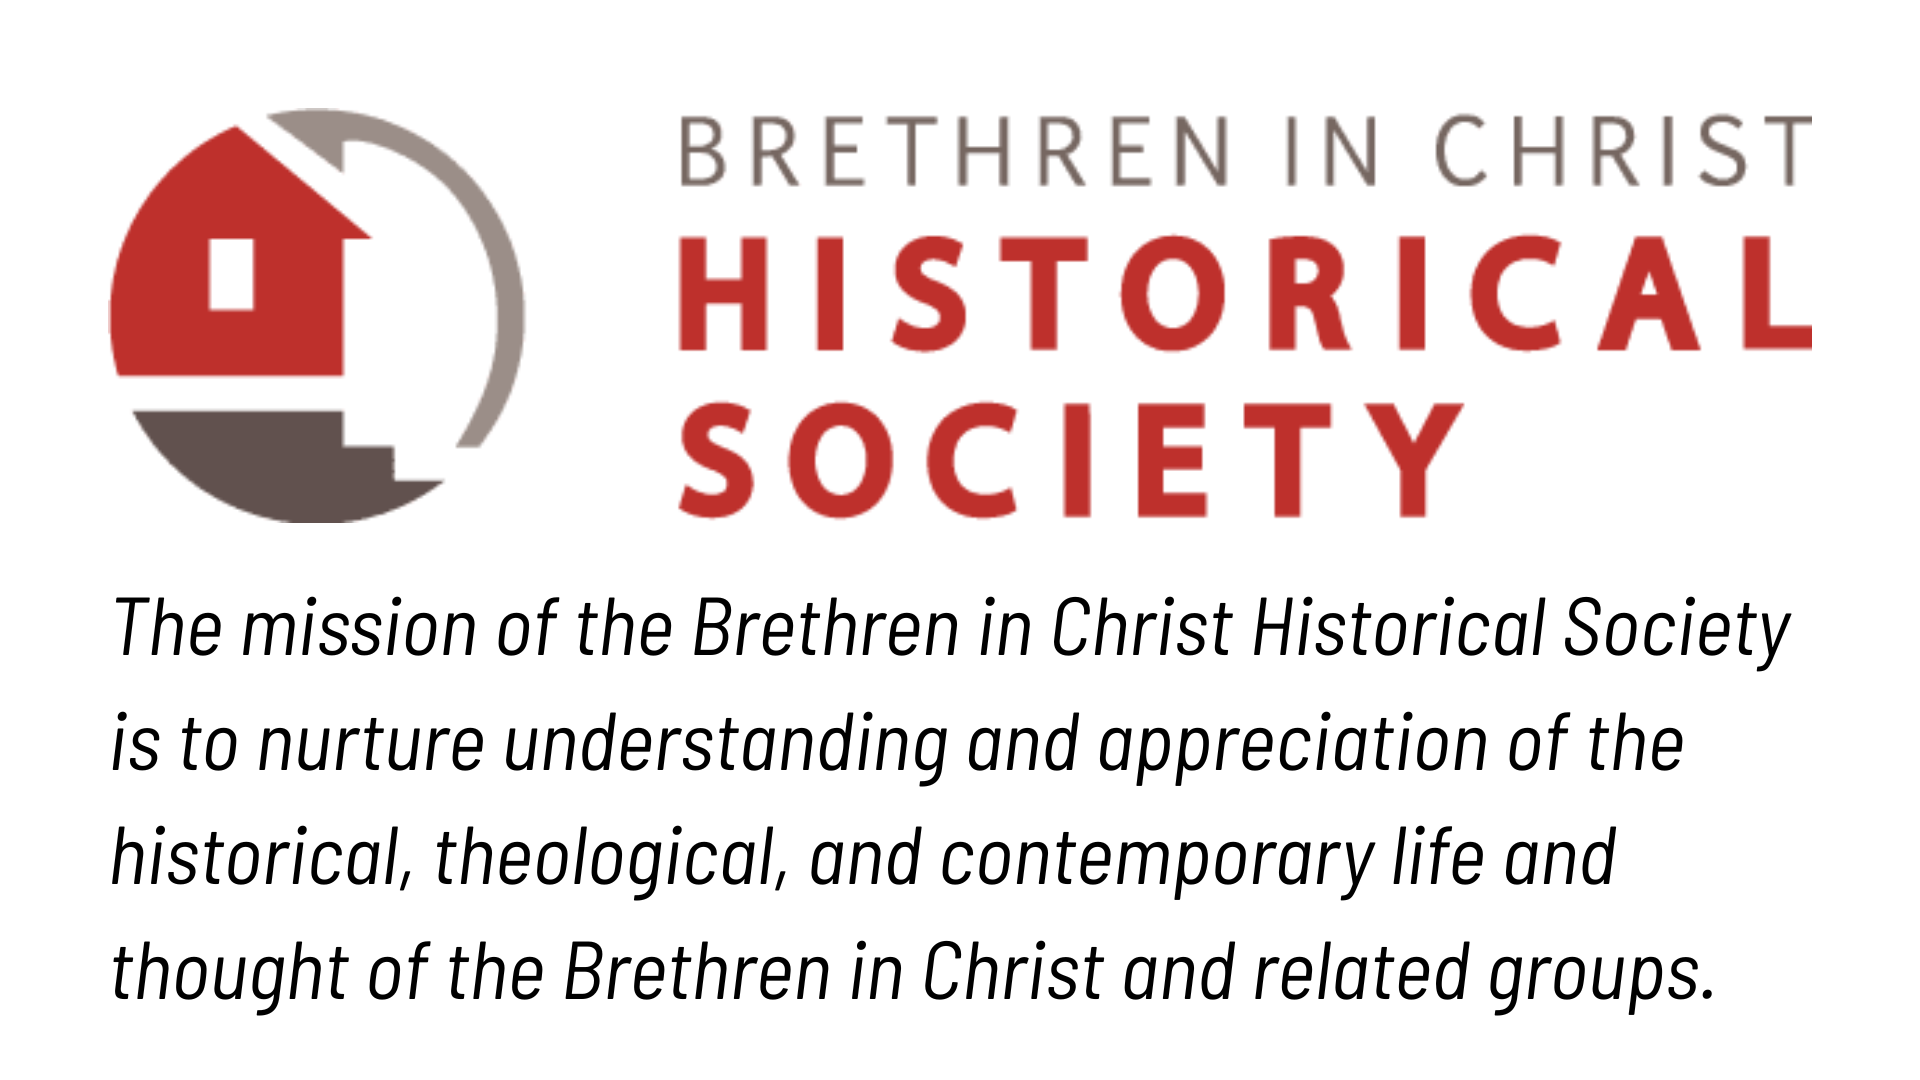 BRETHREN IN CHRIST
HISTORICAL
SOCIETY
The mission of the Brethren in Christ Historical Society
is to nurture understanding and appreciation of the
historical, theological, and contemporary life and
thought of the Brethren in Christ and related groups.